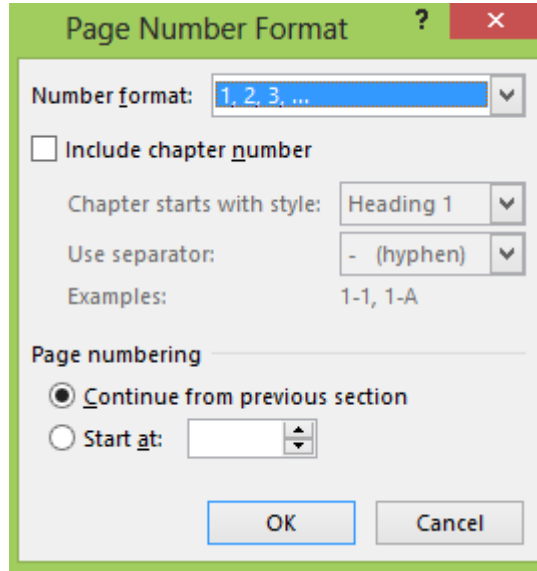 Page Number Format ?
Number format: 1, 2, 3, ...
Include chapter number
Chapter starts with style: Heading 1
Use separator: - (hyphen)
Examples: 1-1, 1-A
Page numbering
Continue from previous section
Start at:
OK Cancel